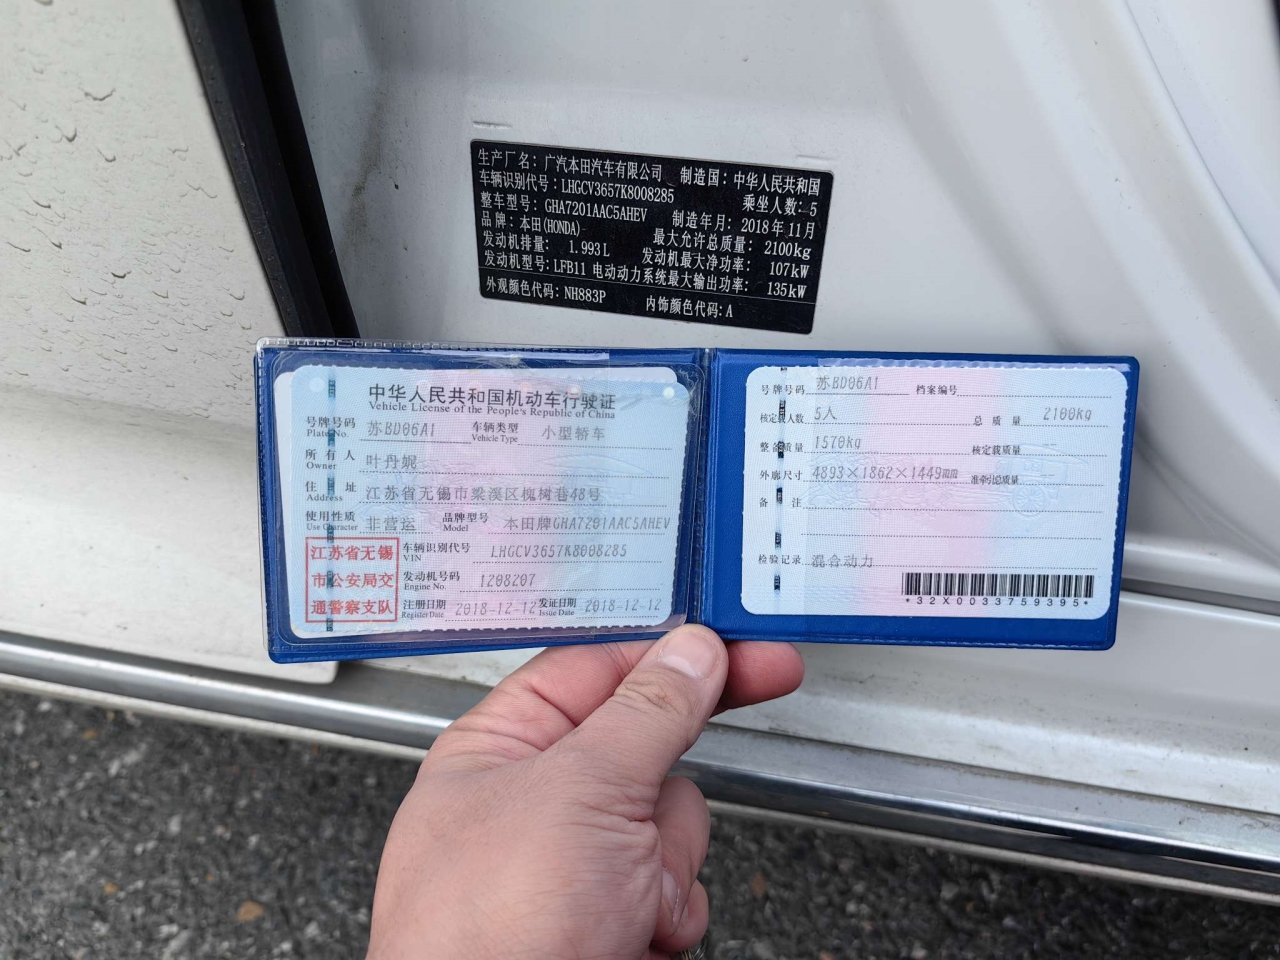 生产厂名：广汽本田汽车有限公司 制造国：中华人民共和国
车辆识别代号：LHGCV3657K8008285 乘坐人数：5
整车型号：GHA7201AAC5AHEV 制造年月：2018年11月
品牌：本田(HONDA) 最大允许总质量：2100kg
发动机排量：1.993L 发动机最大净功率：107kW
发动机型号：LFB11 电动动力系统最大输出功率：135kW
外观颜色代码：NH883P 内饰颜色代码：A
中华人民共和国机动车行驶证
Vehicle License of the People's Republic of China
号牌号码 苏BD06A1 车辆类型 小型轿车
Plate No. Vehicle Type
所有人 叶丹妮
Owner
住址 江苏省无锡市梁溪区槐树巷48号
Address
使用性质 非营运 品牌型号 本田牌GHA7201AAC5AHEV
Use Character Model
江苏省无锡
市公安局交
通警察支队
车辆识别代号 LHGCV3657K8008285
VIN
发动机号码 1208207
Engine No.
注册日期 2018-12-12 发证日期 2018-12-12
Register Date Issue Date
号牌号码 苏BD06A1 档案编号
核定载人数 5人 总质量 2100kg
整备质量 1570kg 核定载质量 --
外廓尺寸 4893×1862×1449mm 准牵引总质量 --
备注
检验记录 混合动力
*32X0033759395*